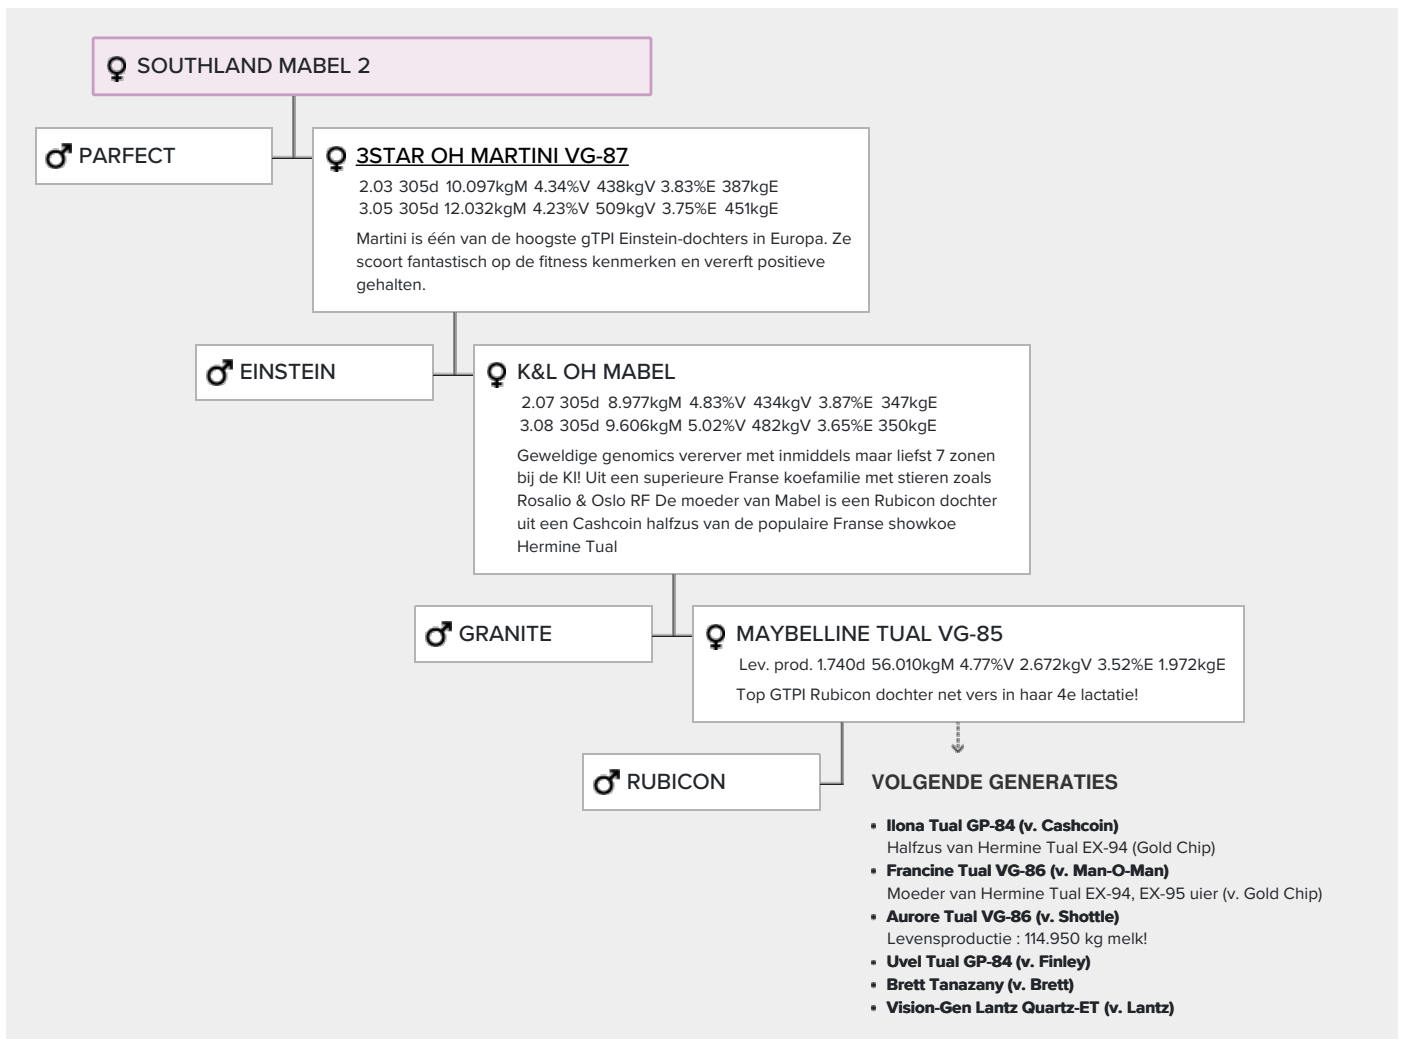 SOUTHLAND MABEL 2
PARFECT
3STAR OH MARTINI VG-87
2.03 305d 10.097kgM 4.34%V 438kgV 3.83%E 387kgE
3.05 305d 12.032kgM 4.23%V 509kgV 3.75%E 451kgE
Martini is één van de hoogste gTPI Einstein-dochters in Europa. Ze
scoort fantastisch op de fitness kenmerken en vererft positieve
gehalten.
EINSTEIN
K&L OH MABEL
2.07 305d 8.977kgM 4.83%V 434kgV 3.87%E 347kgE
3.08 305d 9.606kgM 5.02%V 482kgV 3.65%E 350kgE
Geweldige genomics vererver met inmiddels maar liefst 7 zonen
bij de KI! Uit een superieure Franse koefamilie met stieren zoals
Rosalio & Oslo RF De moeder van Mabel is een Rubicon dochter
uit een Cashcoin halfzus van de populaire Franse showkoe
Hermine Tual
GRANITE
MAYBELLINE TUAL VG-85
Lev. prod. 1.740d 56.010kgM 4.77%V 2.672kgV 3.52%E 1.972kgE
Top GTPI Rubicon dochter net vers in haar 4e lactatie!
RUBICON
VOLGENDE GENERATIES
• Ilona Tual GP-84 (v. Cashcoin)
Halfzus van Hermine Tual EX-94 (Gold Chip)
• Francine Tual VG-86 (v. Man-O-Man)
Moeder van Hermine Tual EX-94, EX-95 uier (v. Gold Chip)
• Aurore Tual VG-86 (v. Shottle)
Levensproductie : 114.950 kg melk!
• Uvel Tual GP-84 (v. Finley)
• Brett Tanazany (v. Brett)
• Vision-Gen Lantz Quartz-ET (v. Lantz)